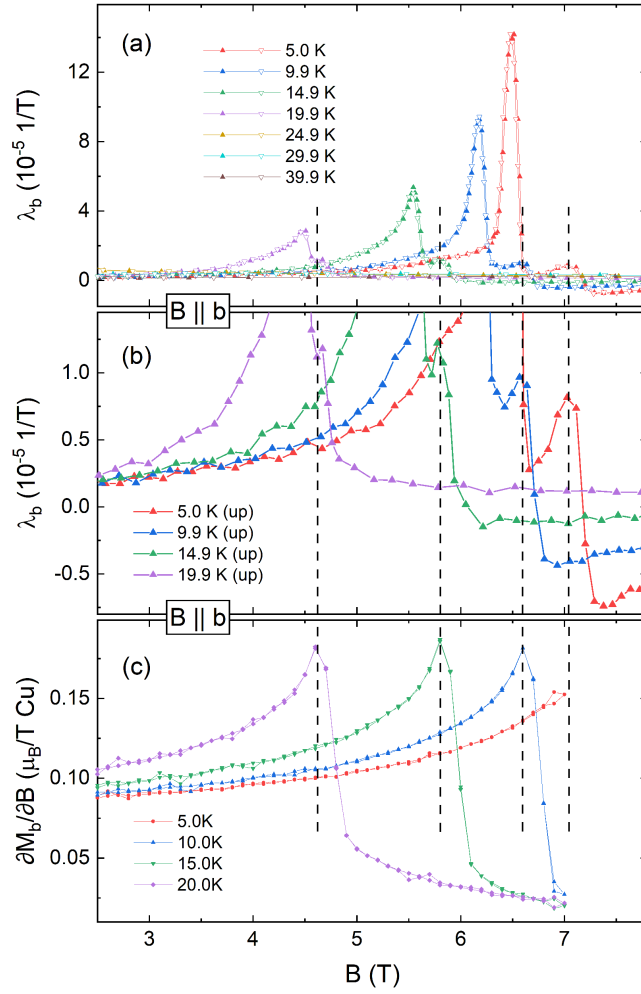 (a)
5.0 K
9.9 K
14.9 K
19.9 K
24.9 K
29.9 K
39.9 K
12
8
4
0
λb (10⁻⁵ 1/T)
B || b
(b)
1.0
0.5
0.0
-0.5
λb (10⁻⁵ 1/T)
5.0 K (up)
9.9 K (up)
14.9 K (up)
19.9 K (up)
B || b
(c)
0.15
0.10
0.05
∂Mb/∂B (μB/T Cu)
5.0K
10.0K
15.0K
20.0K
3 4 5 6 7
B (T)